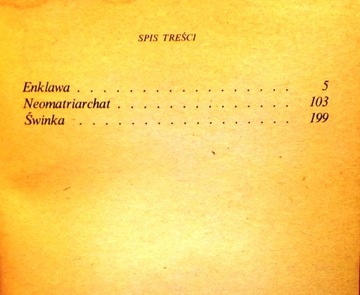 SPIS TREŚCI
Enklawa . . . . . . . . . . . . . . . . . . . 5
Neomatriarchat . . . . . . . . . . . . . . . 103
Świnka . . . . . . . . . . . . . . . . . . 199